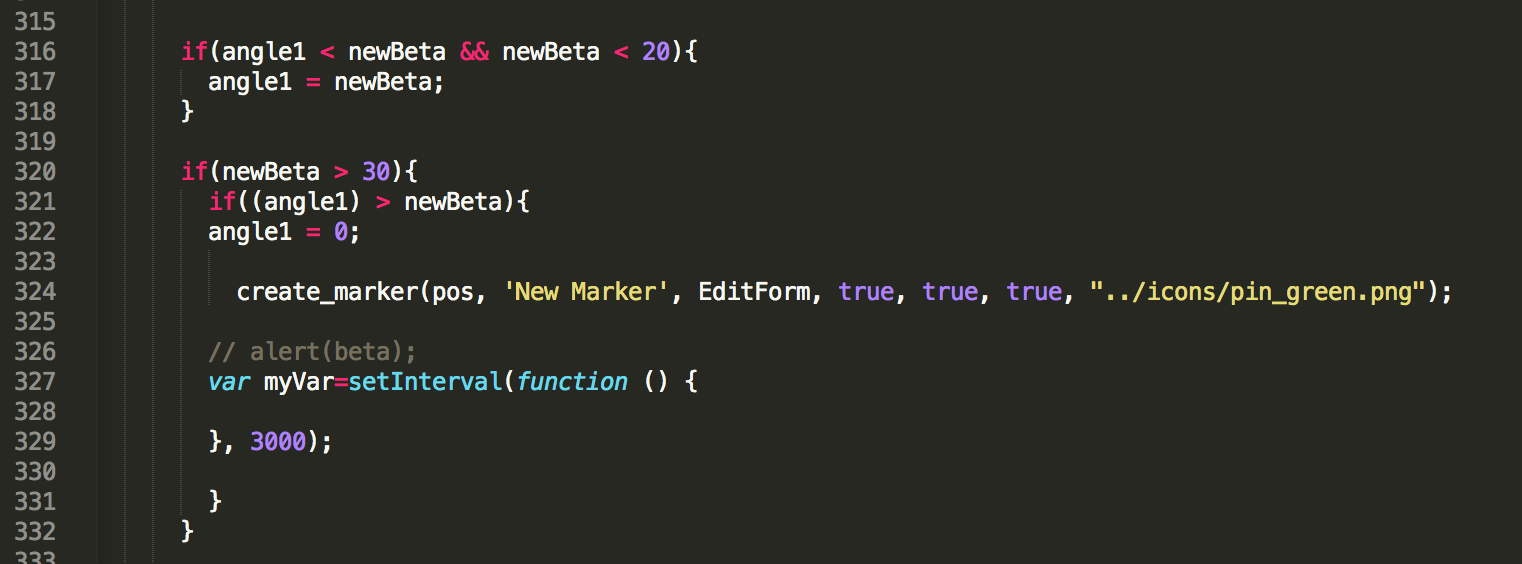 315
316 if(angle1 < newBeta && newBeta < 20){
317 angle1 = newBeta;
318 }
319
320 if(newBeta > 30){
321 if((angle1) > newBeta){
322 angle1 = 0;
323
324 create_marker(pos, 'New Marker', EditForm, true, true, true, "../icons/pin_green.png");
325
326 // alert(beta);
327 var myVar=setInterval(function () {
328
329 }, 3000);
330
331 }
332 }
333